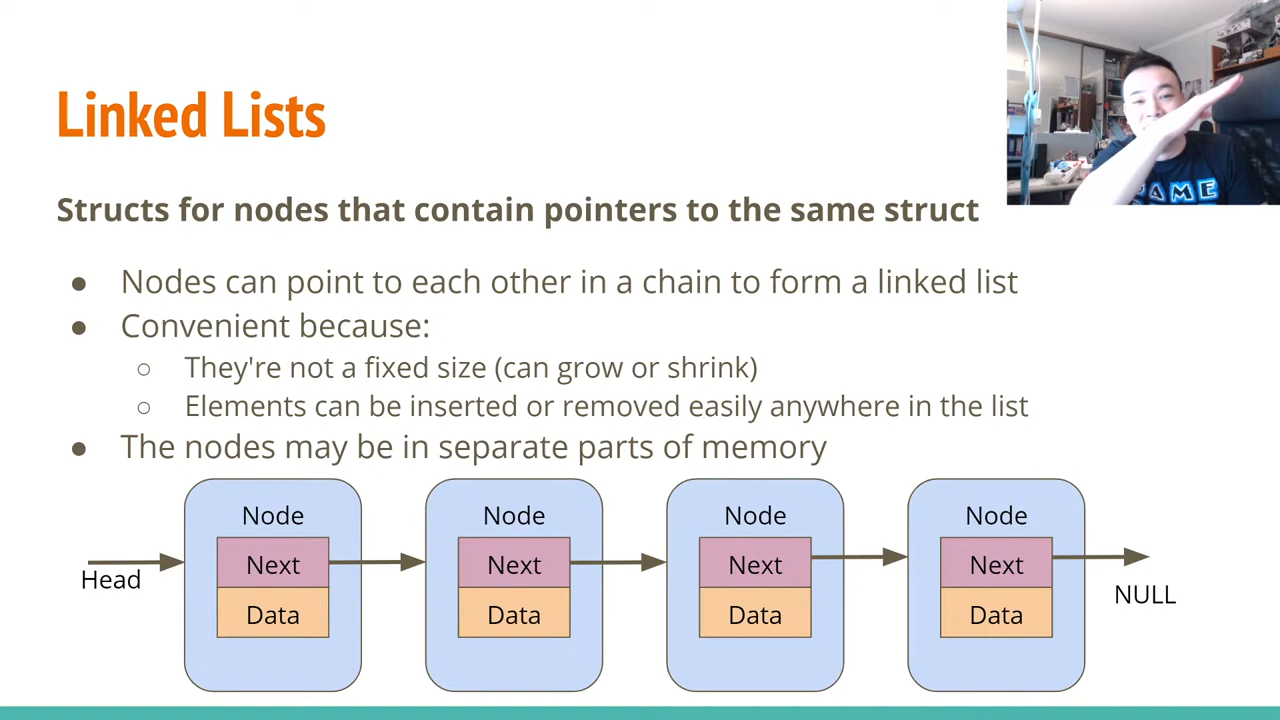 Linked Lists
Structs for nodes that contain pointers to the same struct
● Nodes can point to each other in a chain to form a linked list
● Convenient because:
○ They're not a fixed size (can grow or shrink)
○ Elements can be inserted or removed easily anywhere in the list
● The nodes may be in separate parts of memory
Node Node Node Node
Head Next Next Next Next NULL
Data Data Data Data
AME